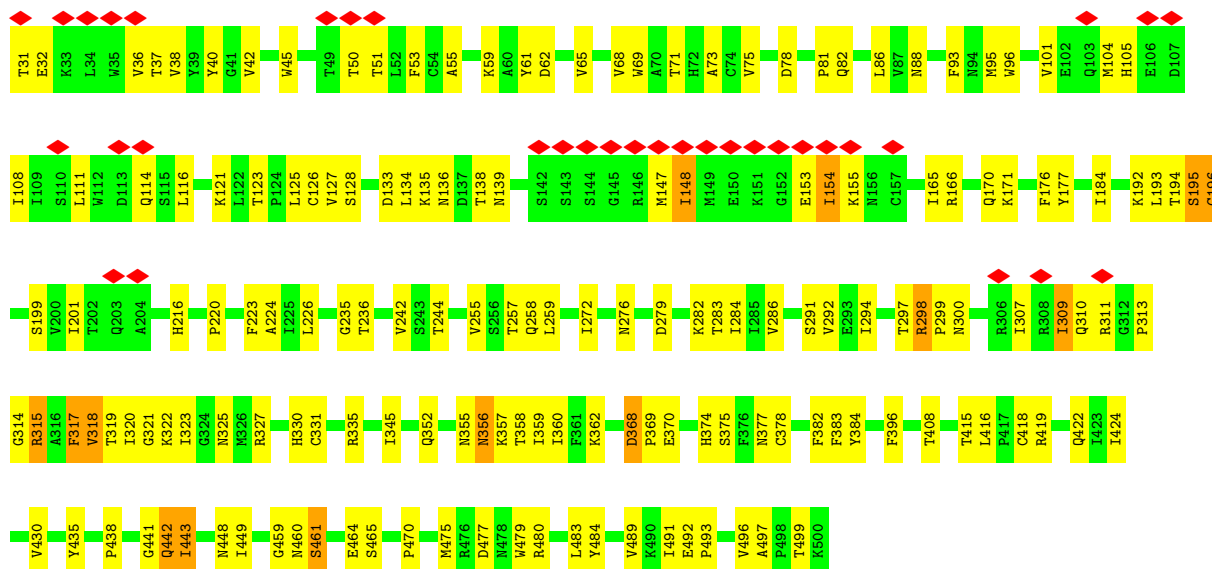 T31 E32 K33 L34 W35 V36 T37 V38 Y39 Y40 G41 V42 W45 T49 T50 T51 L52 F53 C54 A55 K59 A60 Y61 D62 V65 V68 W69 A70 T71 H72 A73 C74 V75 D78 P81 Q82 L86 V87 N88 F93 N94 M95 W96 V101 E102 Q103 M104 H105 E106 D107
I108 I109 S110 L111 W112 D113 Q114 S115 L116 K121 L122 T123 P124 L125 C126 V127 S128 D133 L134 K135 N136 D137 T138 N139 S142 S143 S144 G145 R146 M147 I148 M149 E150 K151 G152 E153 I154 K155 N156 C157 I165 R166 Q170 K171 F176 Y177 I184 K192 L193 T194 S195 C196
S199 V200 I201 T202 Q203 A204 H216 P220 F223 A224 I225 L226 G235 T236 V242 S243 T244 V255 S256 T257 Q258 L259 I272 N276 D279 K282 T283 I284 I285 V286 S291 V292 E293 I294 T297 R298 P299 N300 R306 I307 R308 I309 Q310 R311 G312 P313
G314 R315 A316 F317 V318 T319 I320 G321 K322 I323 G324 N325 M326 R327 H330 C331 R335 I345 Q352 N355 N356 K357 T358 I359 I360 F361 K362 D368 P369 E370 H374 S375 F376 N377 C378 F382 F383 Y384 F396 T408 T415 L416 P417 C418 R419 Q422 I423 I424
V430 Y435 P438 G441 Q442 I443 N448 I449 G459 N460 S461 E464 S465 P470 M475 R476 D477 N478 W479 R480 L483 Y484 V489 K490 I491 E492 P493 V496 A497 P498 T499 K500